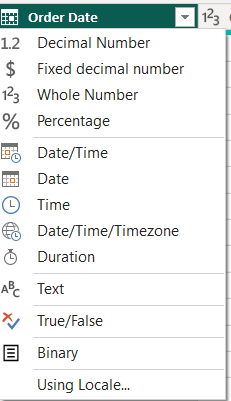 Order Date
1²3
1.2 Decimal Number
$ Fixed decimal number
1²3 Whole Number
% Percentage
Date/Time
Date
Time
Date/Time/Timezone
Duration
ABC Text
True/False
Binary
Using Locale...